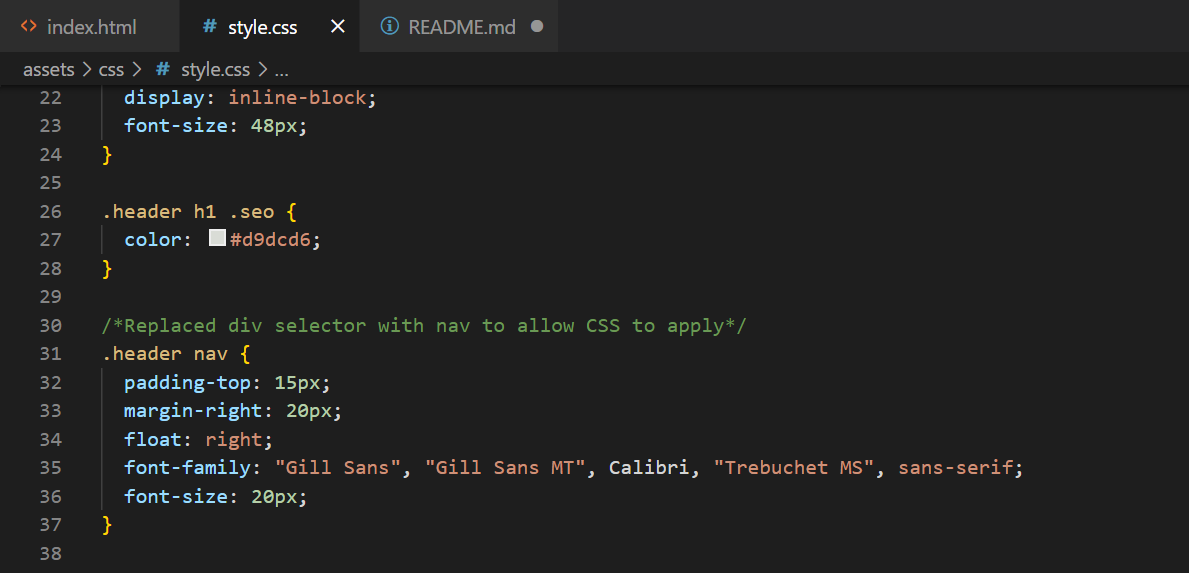 index.html style.css README.md
assets > css > # style.css > ...
22 display: inline-block;
23 font-size: 48px;
24 }
25
26 .header h1 .seo {
27 color: #d9dcd6;
28 }
29
30 /*Replaced div selector with nav to allow CSS to apply*/
31 .header nav {
32 padding-top: 15px;
33 margin-right: 20px;
34 float: right;
35 font-family: "Gill Sans", "Gill Sans MT", Calibri, "Trebuchet MS", sans-serif;
36 font-size: 20px;
37 }
38